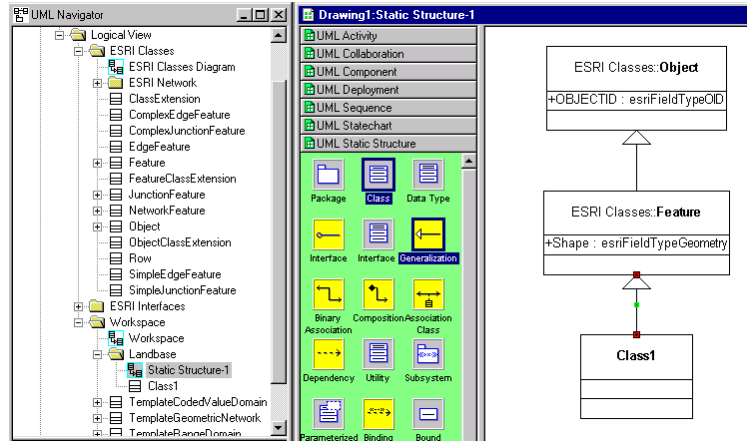 UML Navigator
Logical View
ESRI Classes
ESRI Classes Diagram
ESRI Network
ClassExtension
ComplexEdgeFeature
ComplexJunctionFeature
EdgeFeature
Feature
FeatureClassExtension
JunctionFeature
NetworkFeature
Object
ObjectClassExtension
Row
SimpleEdgeFeature
SimpleJunctionFeature
ESRI Interfaces
Workspace
Workspace
Landbase
Static Structure-1
Class1
TemplateCodedValueDomain
TemplateGeometricNetwork
TemplateRangeDomain
Drawing1:Static Structure-1
UML Activity
UML Collaboration
UML Component
UML Deployment
UML Sequence
UML Statechart
UML Static Structure
Package Class Data Type
Interface Interface Generalization
Binary Association Composition Association Class
Dependency Utility Subsystem
Parameterized Binding Bound
ESRI Classes::Object
+OBJECTID : esriFieldTypeOID
ESRI Classes::Feature
+Shape : esriFieldTypeGeometry
Class1